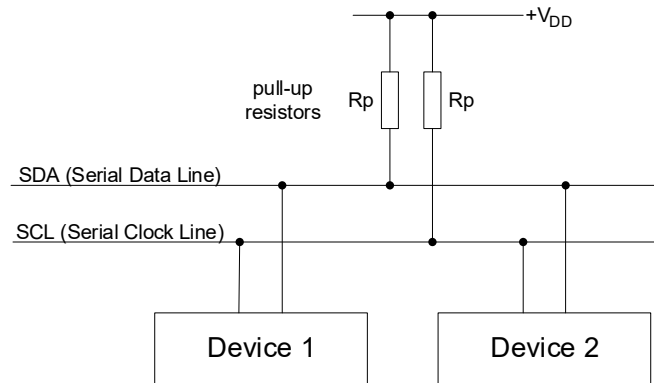 +VDD
pull-up
resistors
Rp
Rp
SDA (Serial Data Line)
SCL (Serial Clock Line)
Device 1
Device 2